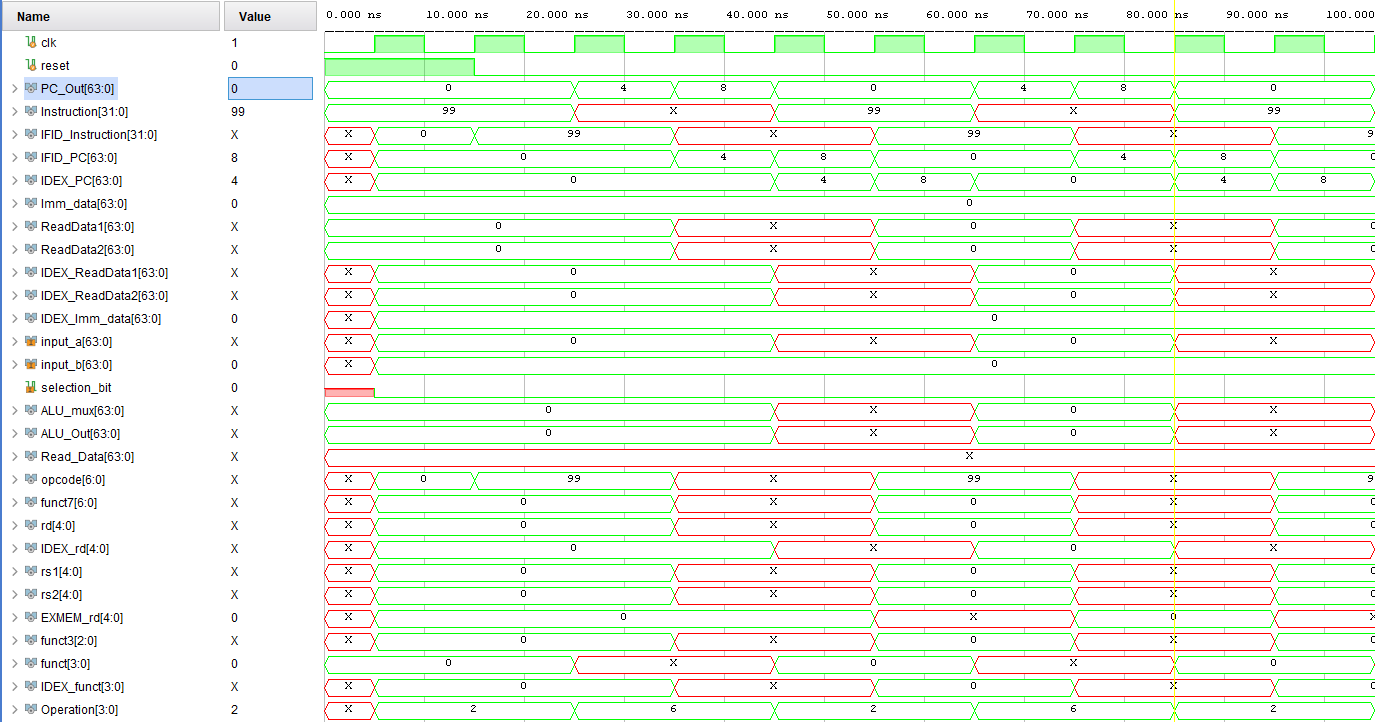 Name Value 0.000 ns 10.000 ns 20.000 ns 30.000 ns 40.000 ns 50.000 ns 60.000 ns 70.000 ns 80.000 ns 90.000 ns 100.000
clk 1
reset 0
PC_Out[63:0] 0 0 4 8 0 4 8 0
Instruction[31:0] 99 99 X 99 X 99
IFID_Instruction[31:0] X X 0 99 X 99 X 9
IFID_PC[63:0] 8 X 0 4 8 0 4 8 0
IDEX_PC[63:0] 4 X 0 4 8 0 4 8
Imm_data[63:0] 0 0
ReadData1[63:0] X 0 X 0 X 0
ReadData2[63:0] X 0 X 0 X 0
IDEX_ReadData1[63:0] X X 0 X 0 X
IDEX_ReadData2[63:0] X X 0 X 0 X
IDEX_Imm_data[63:0] 0 X 0
input_a[63:0] X X 0 X 0 X
input_b[63:0] 0 X 0
selection_bit 0
ALU_mux[63:0] X 0 X 0 X
ALU_Out[63:0] X 0 X 0 X
Read_Data[63:0] X X
opcode[6:0] X X 0 99 X 99 X 9
funct7[6:0] X X 0 X 0 X 0
rd[4:0] X X 0 X 0 X 0
IDEX_rd[4:0] X X 0 X 0 X
rs1[4:0] X X 0 X 0 X 0
rs2[4:0] X X 0 X 0 X 0
EXMEM_rd[4:0] 0 X 0 X 0 X
funct3[2:0] X X 0 X 0 X 0
funct[3:0] 0 0 X 0 X 0
IDEX_funct[3:0] X X 0 X 0 X 0
Operation[3:0] 2 X 2 6 2 6 2